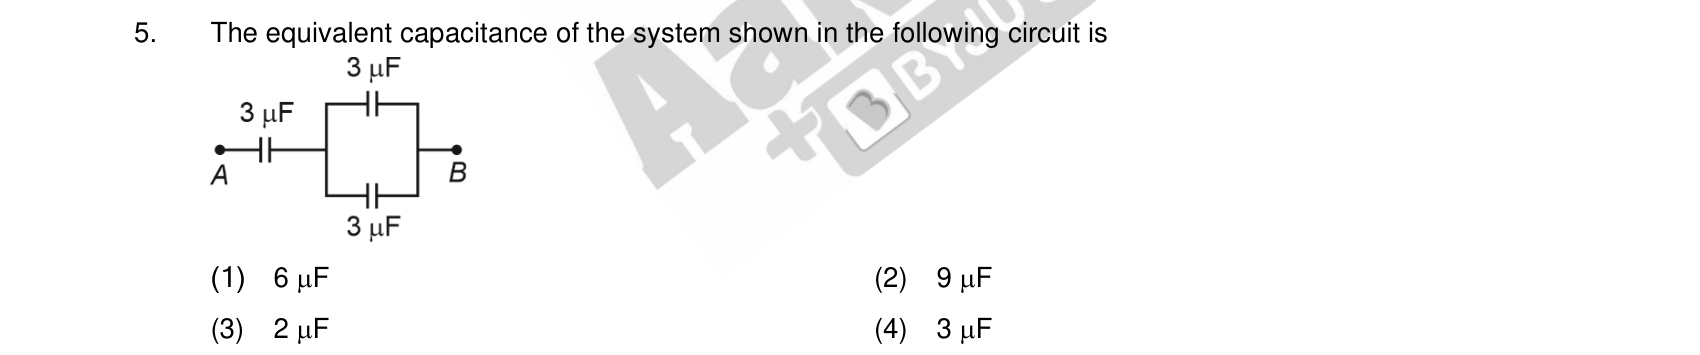 5. The equivalent capacitance of the system shown in the following circuit is
3 μF
3 μF
A
B
3 μF
(1) 6 μF
(2) 9 μF
(3) 2 μF
(4) 3 μF